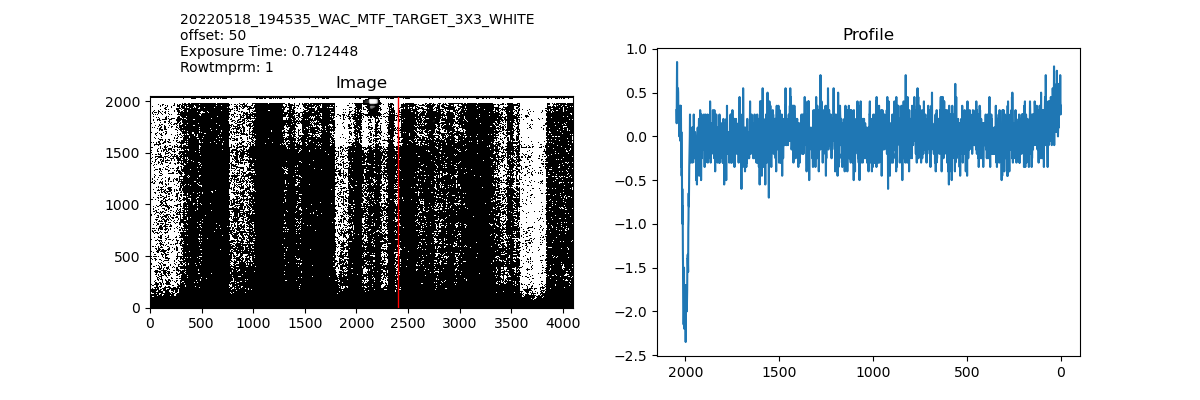 20220518_194535_WAC_MTF_TARGET_3X3_WHITE
offset: 50
Exposure Time: 0.712448
Rowtmprm: 1
Image
2000
1500
1000
500
0
0 500 1000 1500 2000 2500 3000 3500 4000
Profile
1.0
0.5
0.0
−0.5
−1.0
−1.5
−2.0
−2.5
2000 1500 1000 500 0